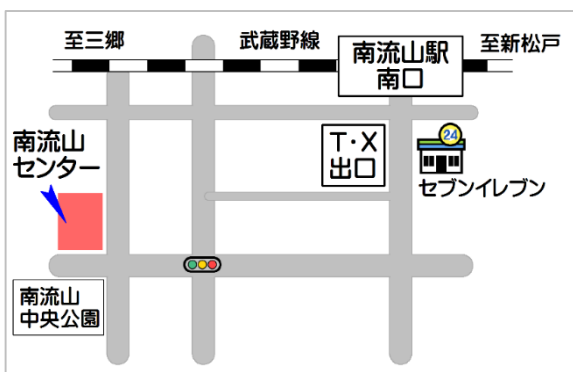 至三郷
武蔵野線
至新松戸
南流山駅
南口
南流山
センター
T・X
出口
24
セブンイレブン
南流山
中央公園